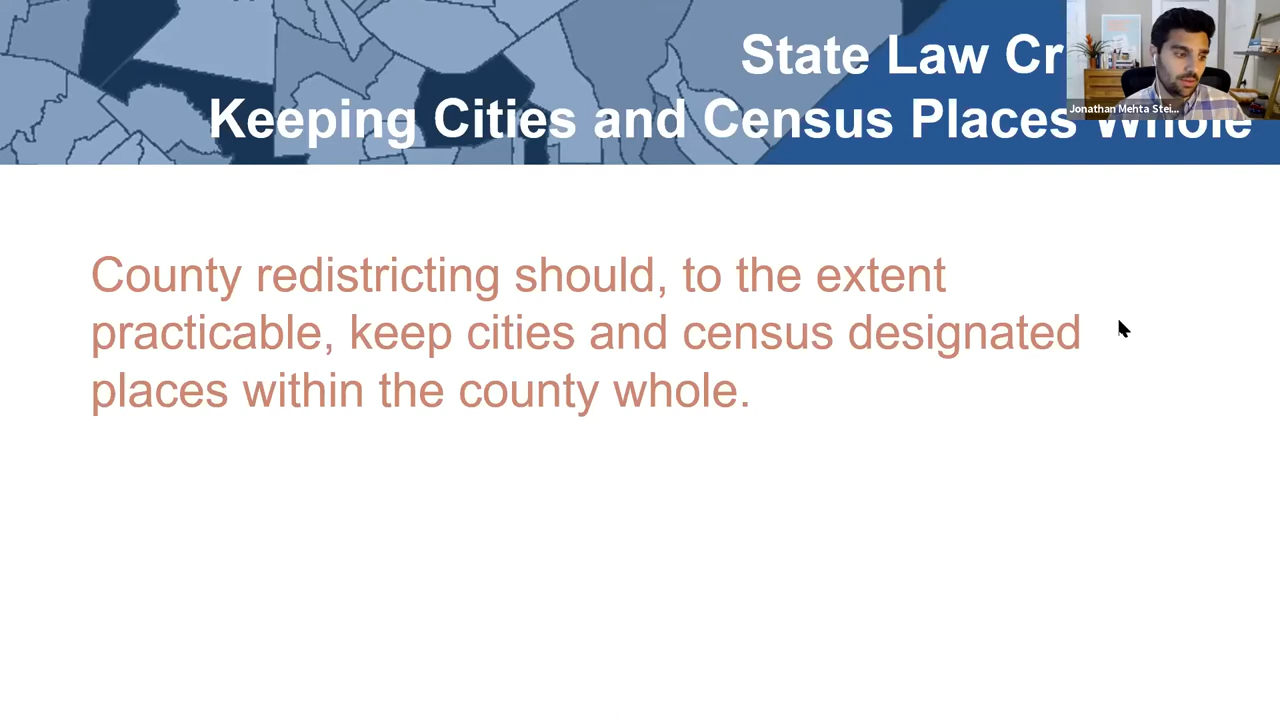 State Law Cr
Keeping Cities and Census Places Whole
Jonathan Mehta Stei...
County redistricting should, to the extent
practicable, keep cities and census designated
places within the county whole.